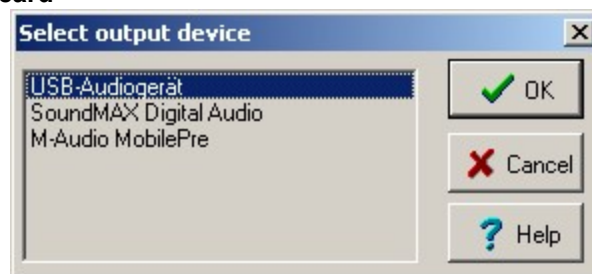 Select output device
USB-Audiogerät
SoundMAX Digital Audio
M-Audio MobilePre
OK
Cancel
Help